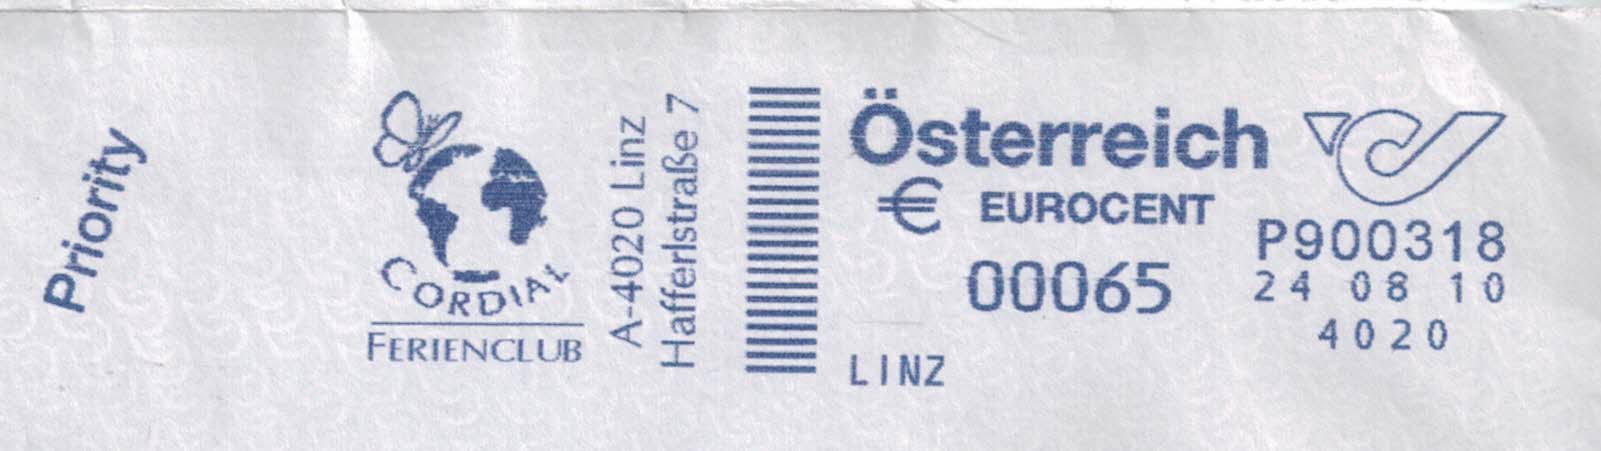 Priority
CORDIAL
FERIENCLUB
A-4020 Linz
Hafferlstraße 7
Österreich
€ EUROCENT
00065
LINZ
P900318
24 08 10
4020